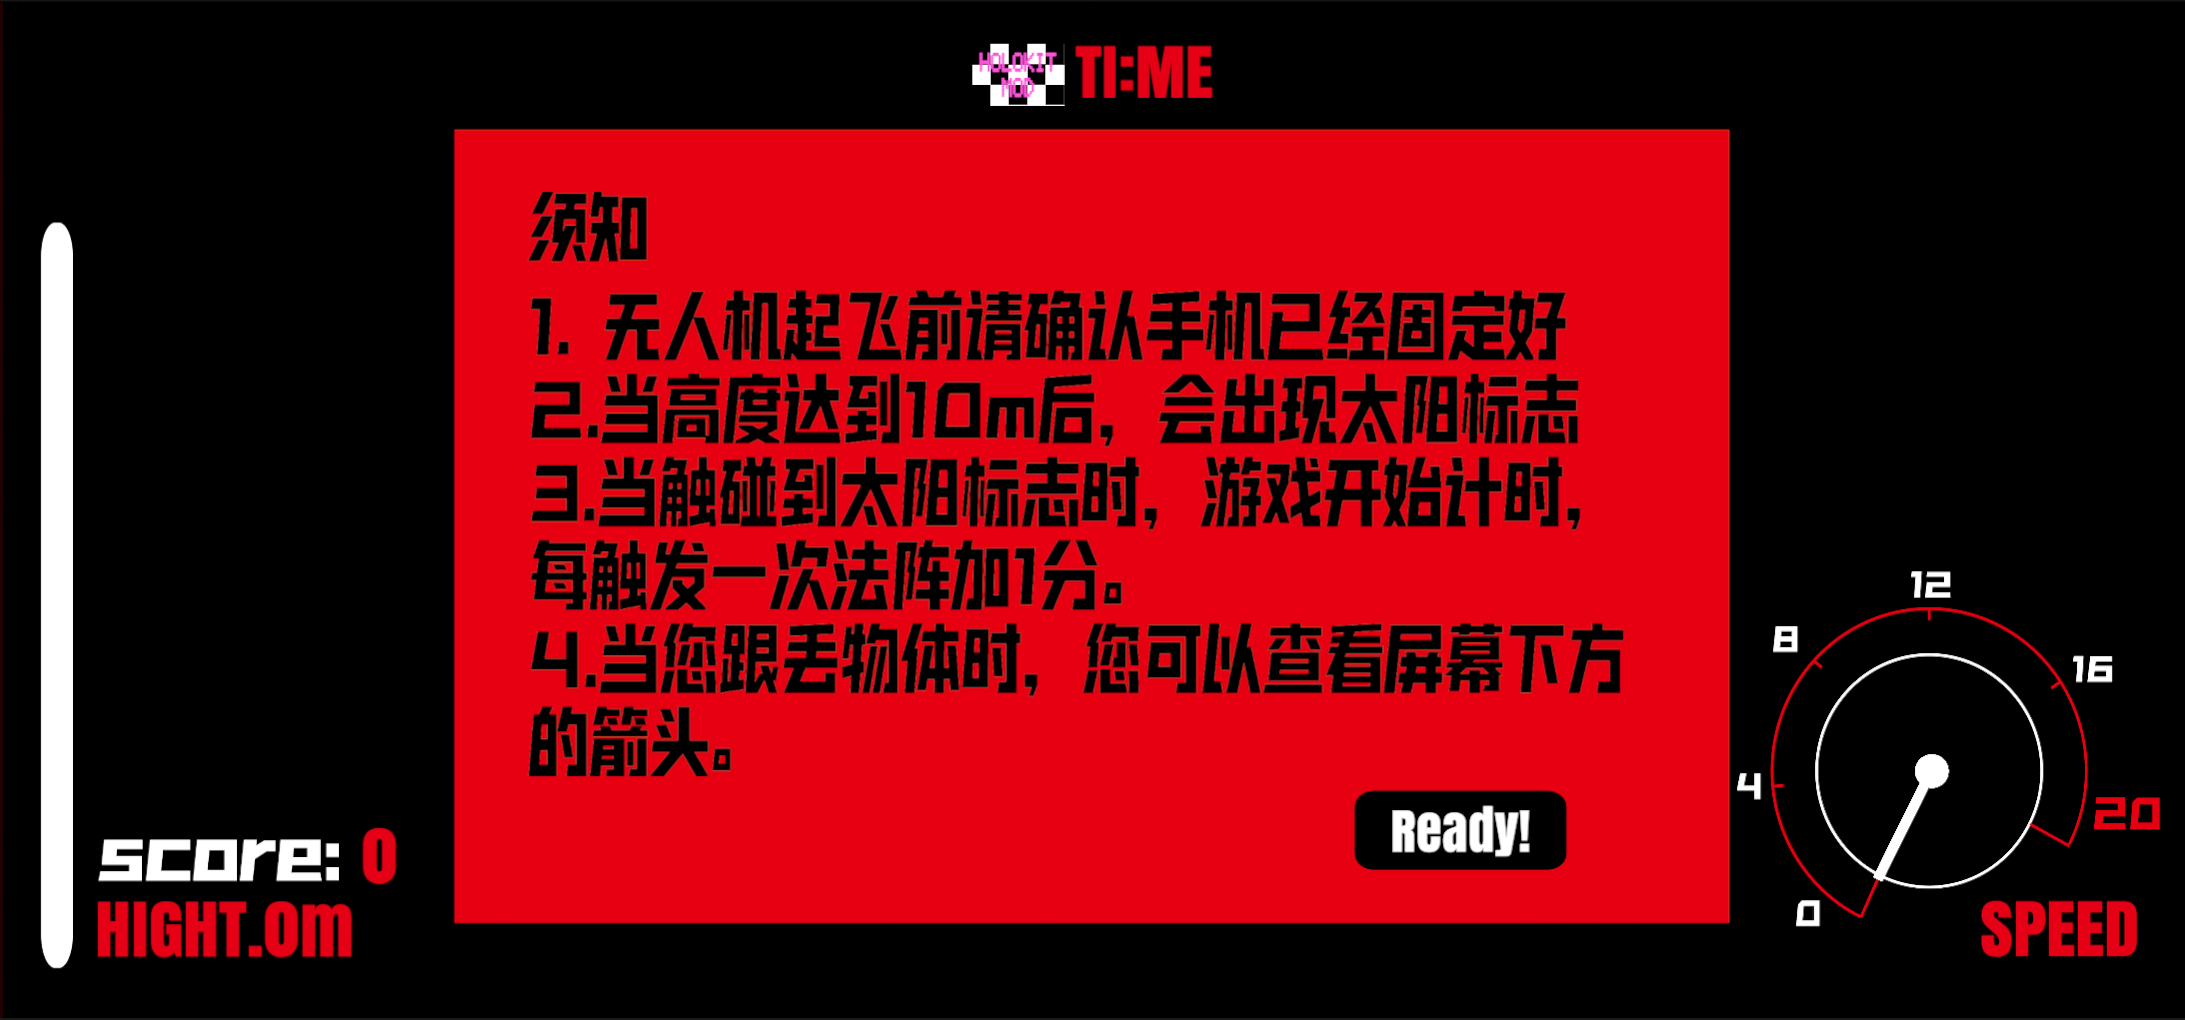 HOLOKIT
MOD
TI:ME
须知
1. 无人机起飞前请确认手机已经固定好
2.当高度达到10m后，会出现太阳标志
3.当触碰到太阳标志时，游戏开始计时，
每触发一次法阵加1分。
4.当您跟丢物体时，您可以查看屏幕下方
的箭头。
Ready!
score: 0
HIGHT.0m
0
4
8
12
16
20
SPEED